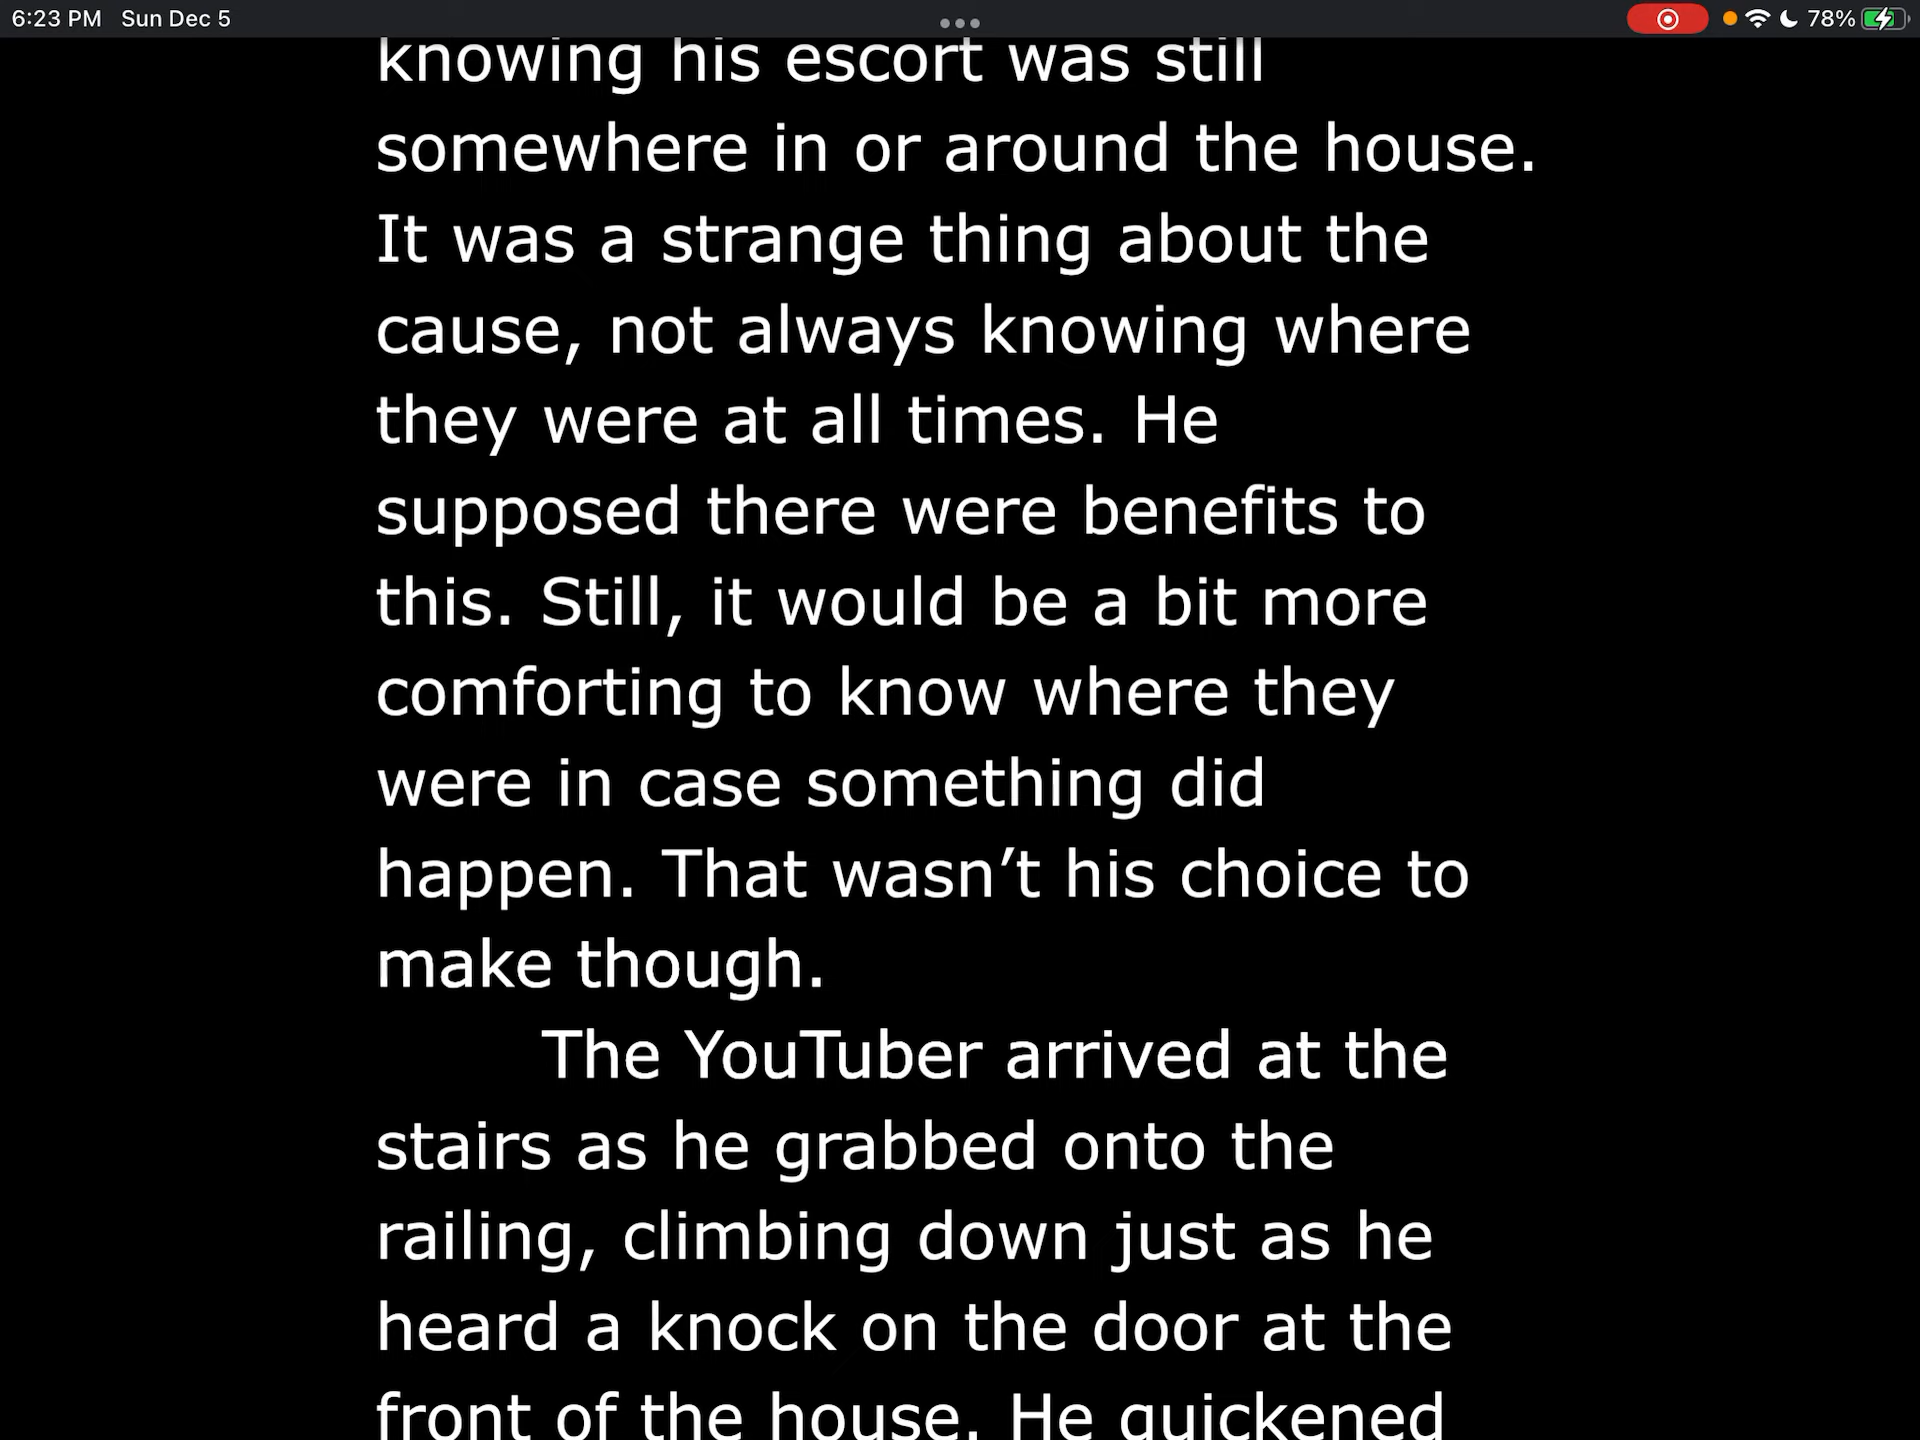 6:23 PM Sun Dec 5
78%
knowing his escort was still
somewhere in or around the house.
It was a strange thing about the
cause, not always knowing where
they were at all times. He
supposed there were benefits to
this. Still, it would be a bit more
comforting to know where they
were in case something did
happen. That wasn’t his choice to
make though.
The YouTuber arrived at the
stairs as he grabbed onto the
railing, climbing down just as he
heard a knock on the door at the
front of the house. He quickened